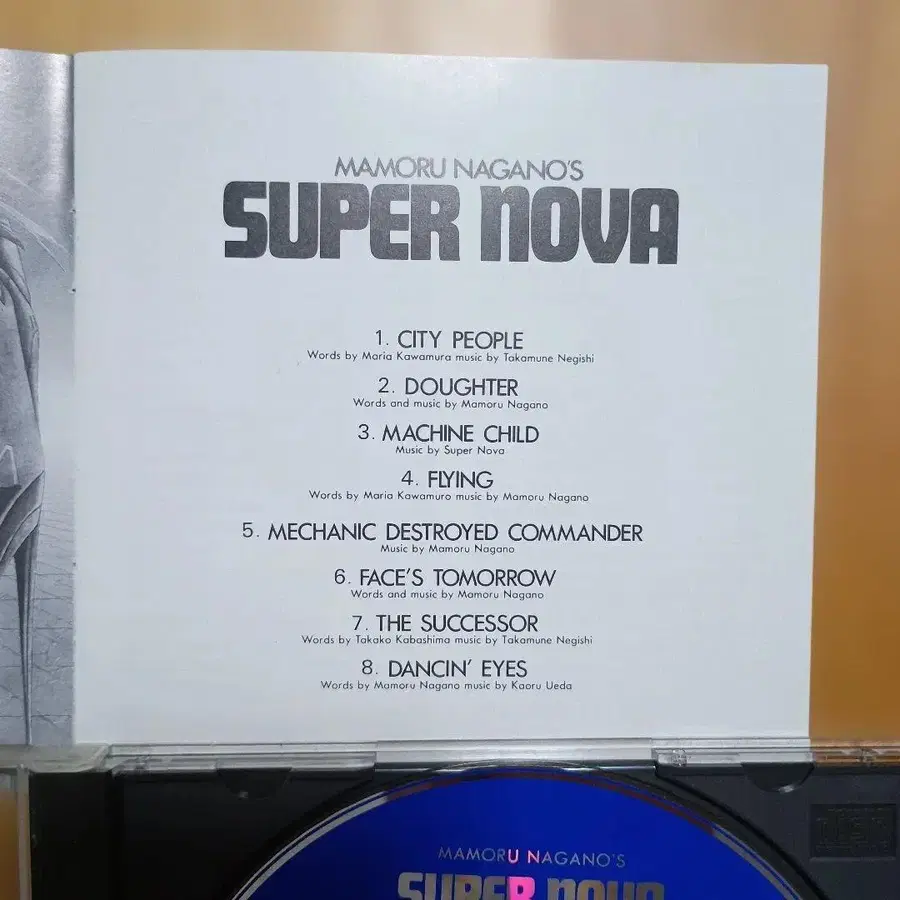 MAMORU NAGANO'S
SUPER NOVA
1. CITY PEOPLE
Words by Maria Kawamura music by Takamune Negishi
2. DOUGHTER
Words and music by Mamoru Nagano
3. MACHINE CHILD
Music by Super Nova
4. FLYING
Words by Maria Kawamuro music by Mamoru Nagano
5. MECHANIC DESTROYED COMMANDER
Music by Mamoru Nagano
6. FACE'S TOMORROW
Words and music by Mamoru Nagano
7. THE SUCCESSOR
Words by Takako Kabashima music by Takamune Negishi
8. DANCIN' EYES
Words by Mamoru Nagano music by Kaoru Ueda
MAMORU NAGANO'S
SUPER NOVA